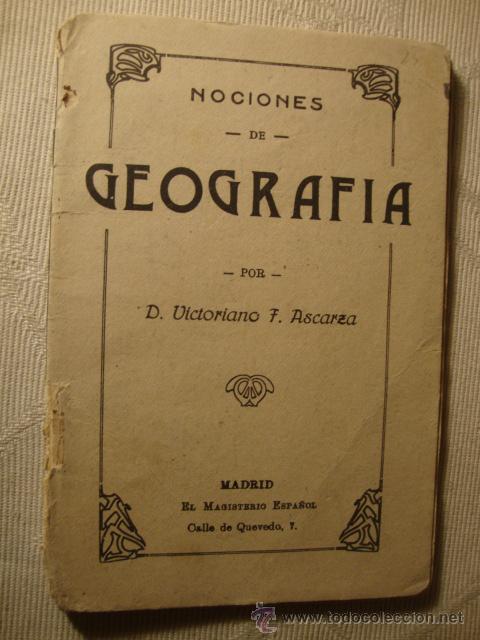 NOCIONES
— DE —
GEOGRAFIA
— POR —
D. Victoriano F. Ascarza
MADRID
EL MAGISTERIO ESPAÑOL
Calle de Quevedo, 7.
www.todocoleccion.net